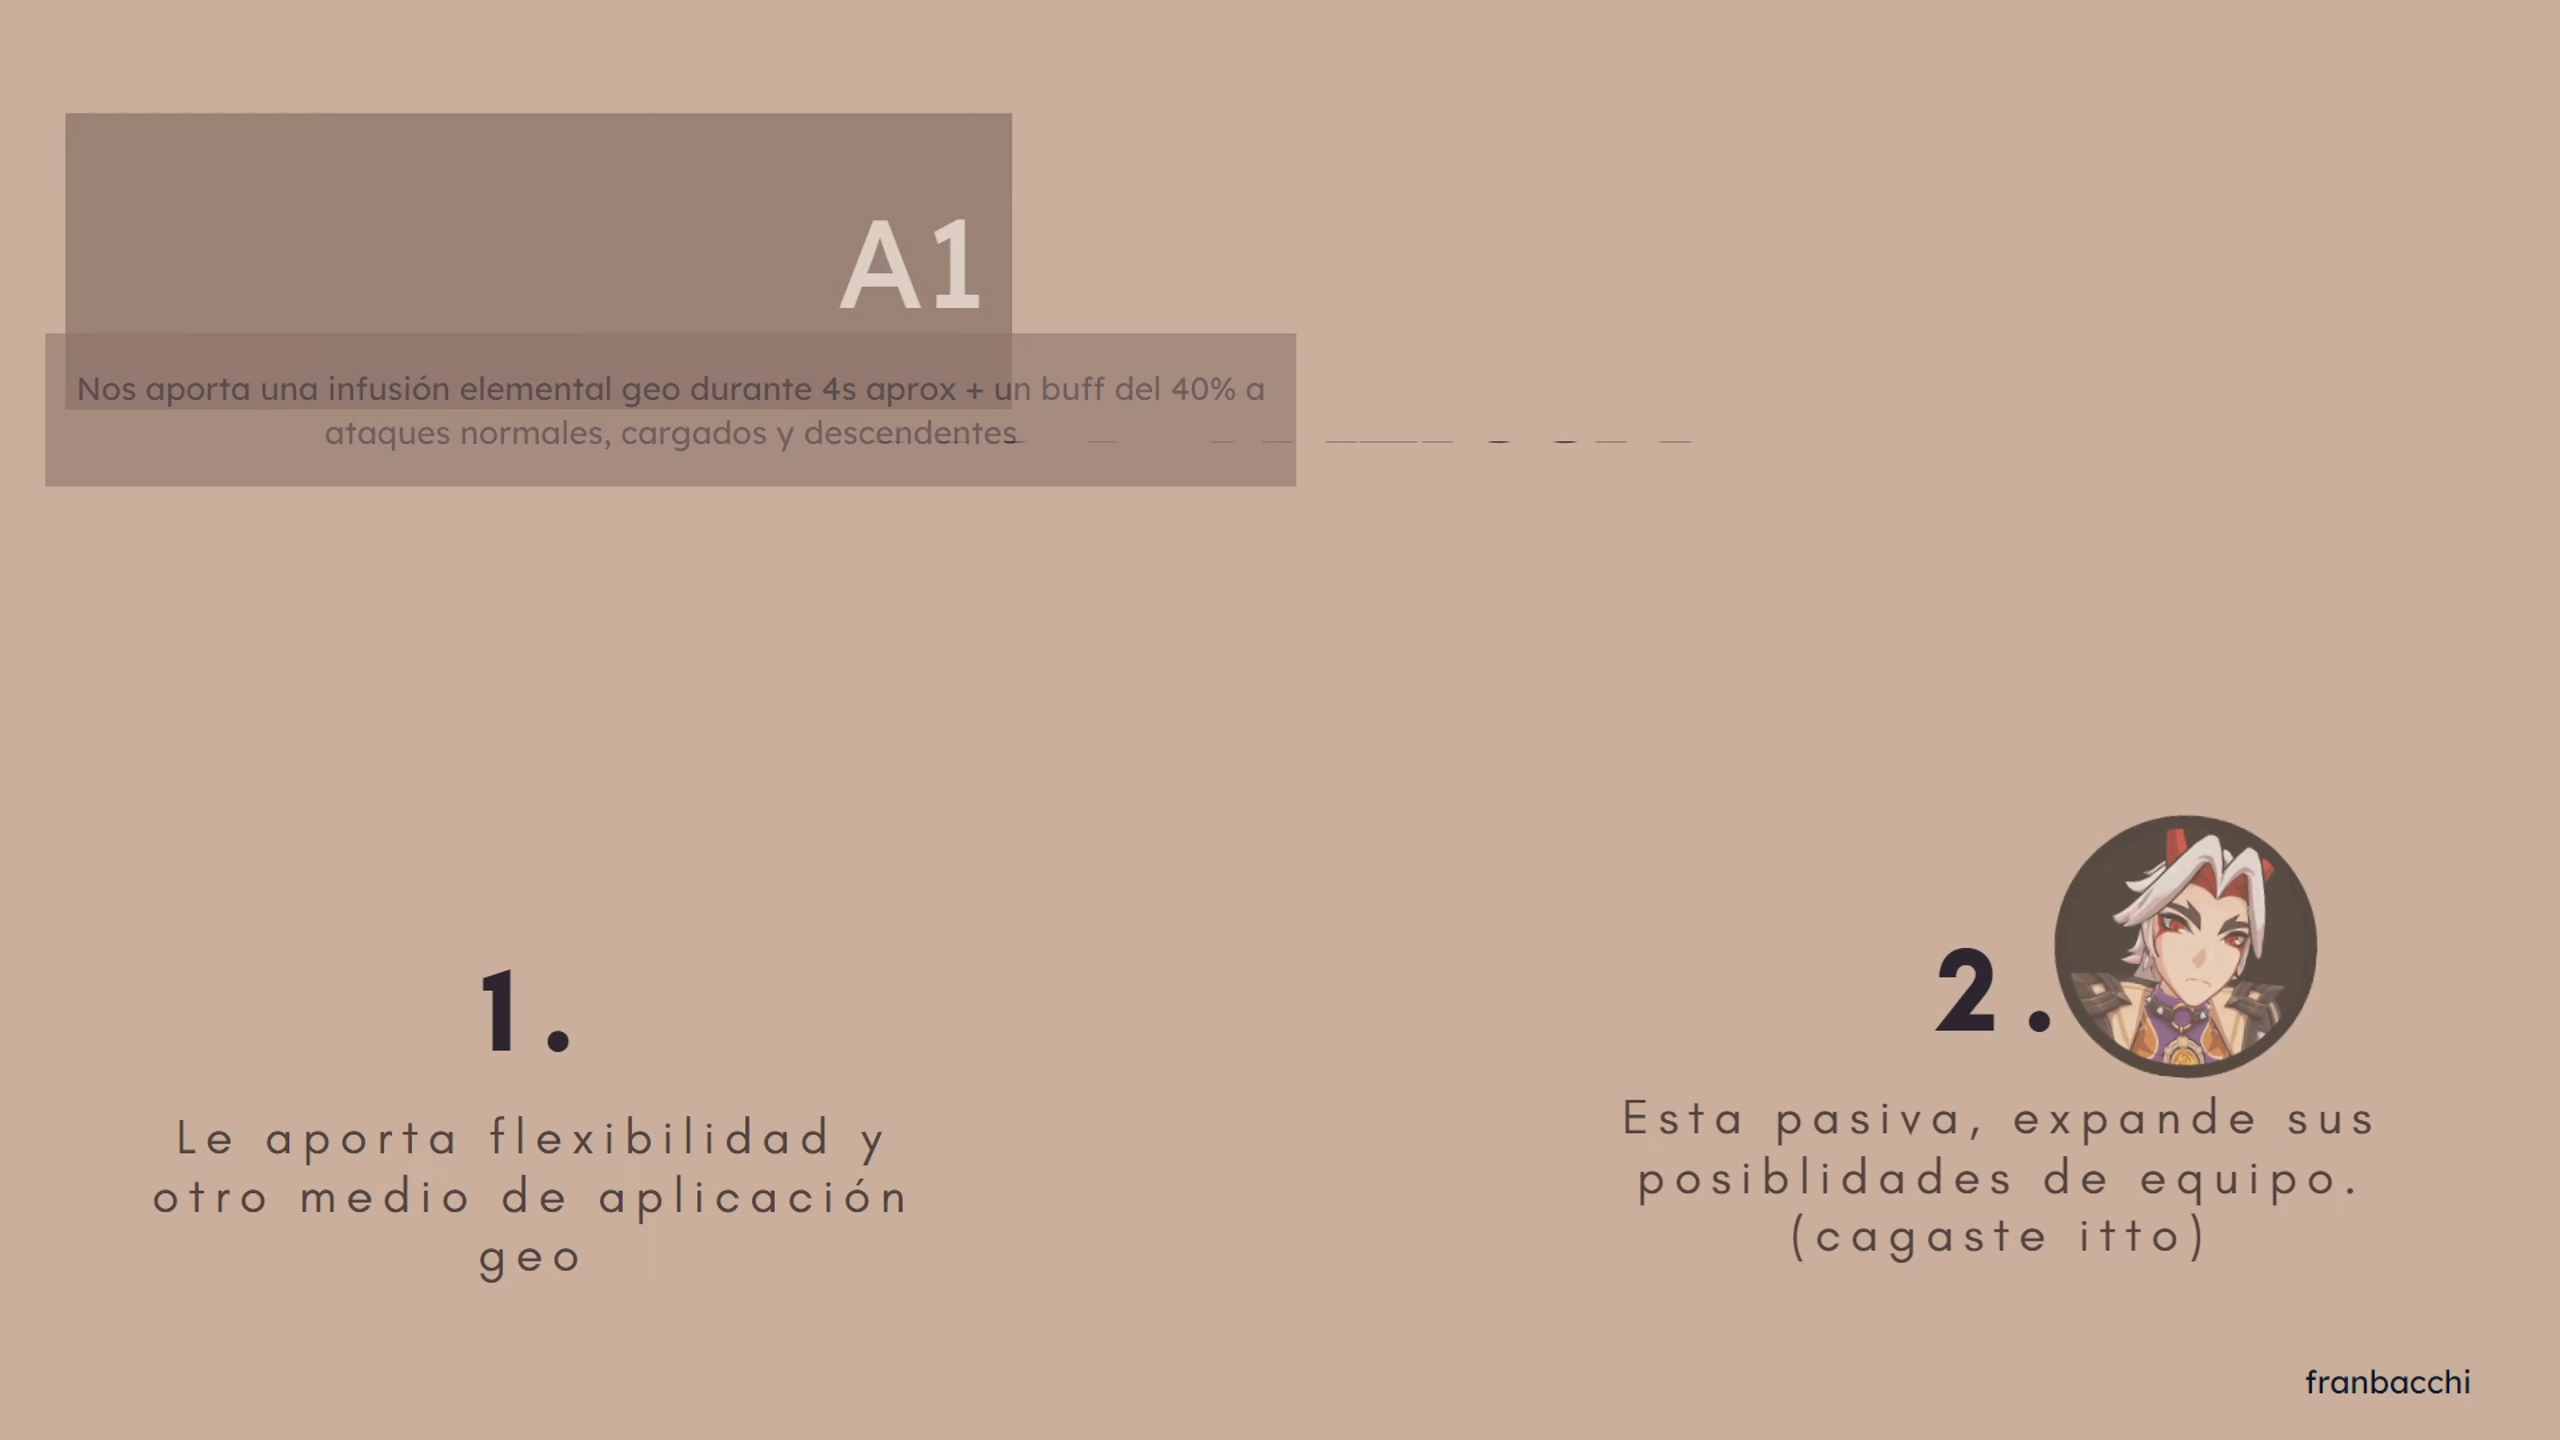 A1
Nos aporta una infusión elemental geo durante 4s aprox + un buff del 40% a
ataques normales, cargados y descendentes
1.
Le aporta flexibilidad y
otro medio de aplicación
geo
2.
Esta pasiva, expande sus
posiblidades de equipo.
(cagaste itto)
franbacchi